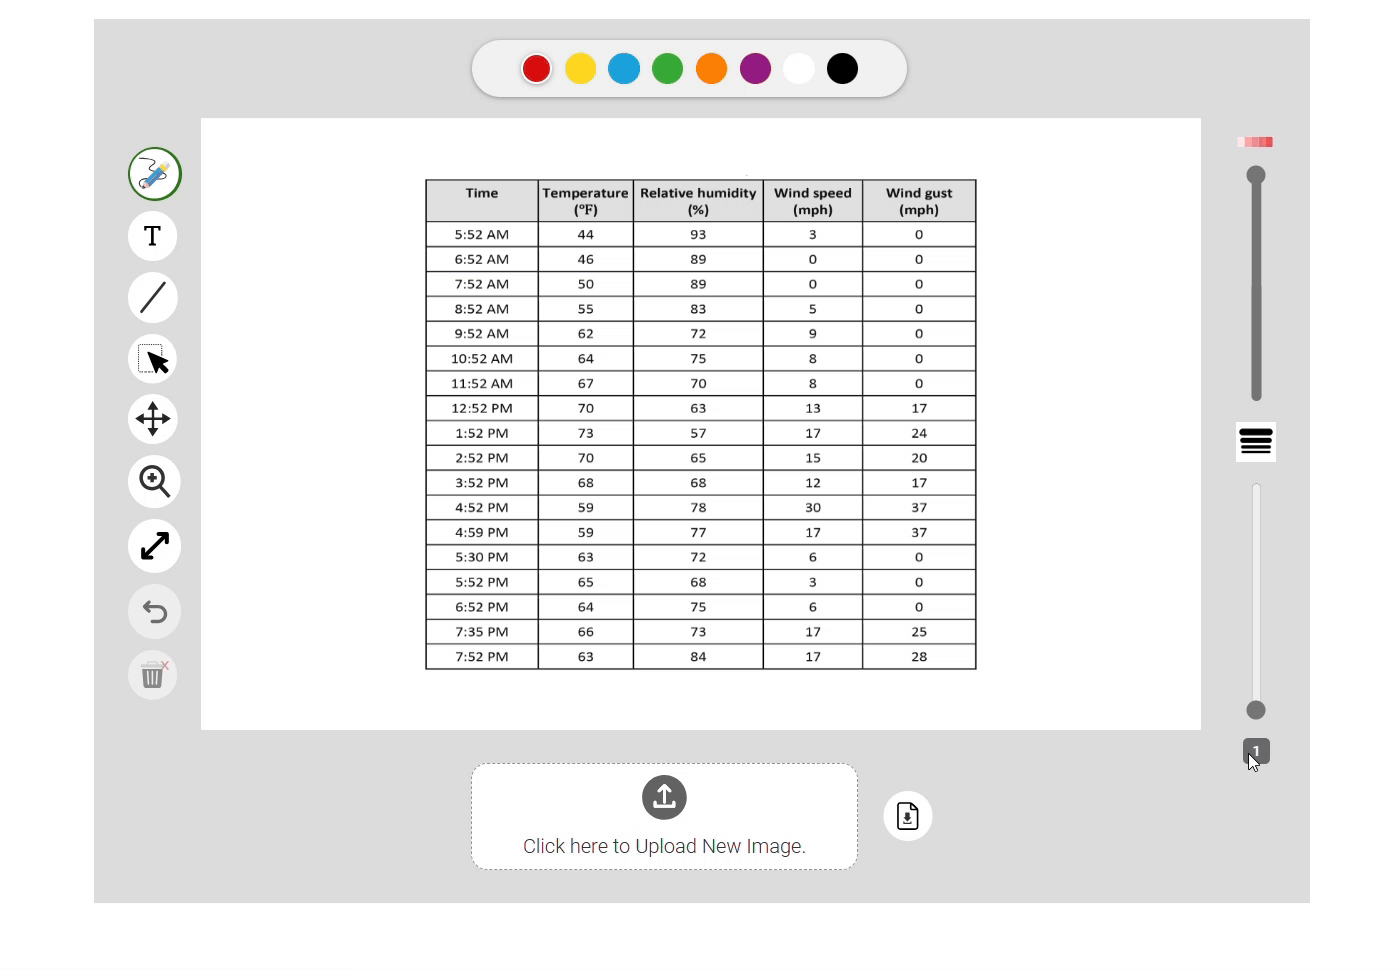 T
Time Temperature Relative humidity Wind speed Wind gust
(°F) (%) (mph) (mph)
5:52 AM 44 93 3 0
6:52 AM 46 89 0 0
7:52 AM 50 89 0 0
8:52 AM 55 83 5 0
9:52 AM 62 72 9 0
10:52 AM 64 75 8 0
11:52 AM 67 70 8 0
12:52 PM 70 63 13 17
1:52 PM 73 57 17 24
2:52 PM 70 65 15 20
3:52 PM 68 68 12 17
4:52 PM 59 78 30 37
4:59 PM 59 77 17 37
5:30 PM 63 72 6 0
5:52 PM 65 68 3 0
6:52 PM 64 75 6 0
7:35 PM 66 73 17 25
7:52 PM 63 84 17 28
1
Click here to Upload New Image.